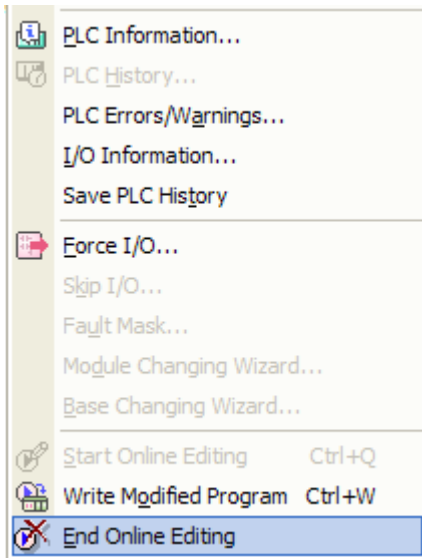 PLC Information...
PLC History...
PLC Errors/Warnings...
I/O Information...
Save PLC History
Force I/O...
Skip I/O...
Fault Mask...
Module Changing Wizard...
Base Changing Wizard...
Start Online Editing Ctrl+Q
Write Modified Program Ctrl+W
End Online Editing